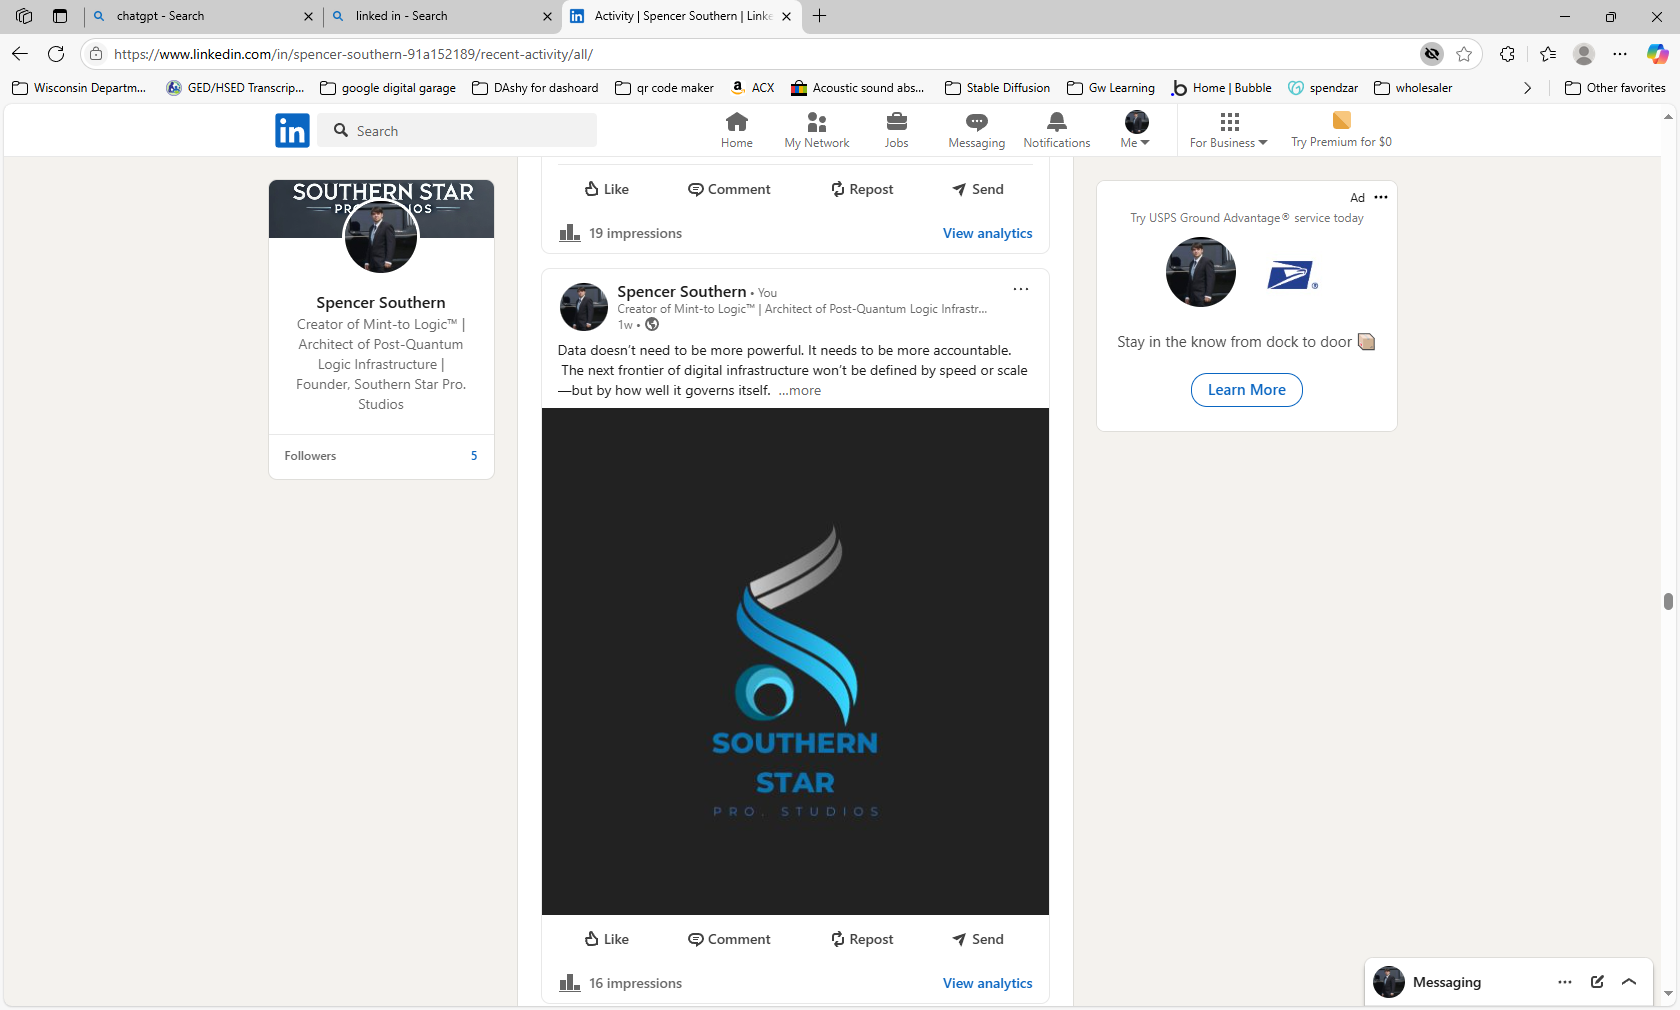 chatgpt - Search
linked in - Search
Activity | Spencer Southern | Linke
https://www.linkedin.com/in/spencer-southern-91a152189/recent-activity/all/
Wisconsin Departm...
GED/HSED Transcrip...
google digital garage
DAshy for dashoard
qr code maker
ACX
Acoustic sound abs...
Stable Diffusion
Gw Learning
Home | Bubble
spendzar
wholesaler
Other favorites
in
Search
Home
My Network
Jobs
Messaging
Notifications
Me
For Business
Try Premium for $0
SOUTHERN STAR
Spencer Southern
Creator of Mint-to Logic™ |
Architect of Post-Quantum
Logic Infrastructure |
Founder, Southern Star Pro.
Studios
Followers 5
Like Comment Repost Send
19 impressions View analytics
Spencer Southern • You
Creator of Mint-to Logic™ | Architect of Post-Quantum Logic Infrastr...
1w •
Data doesn’t need to be more powerful. It needs to be more accountable.
The next frontier of digital infrastructure won’t be defined by speed or scale
—but by how well it governs itself. ...more
SOUTHERN
STAR
PRO. STUDIOS
Like Comment Repost Send
16 impressions View analytics
Ad
Try USPS Ground Advantage® service today
Stay in the know from dock to door
Learn More
Messaging